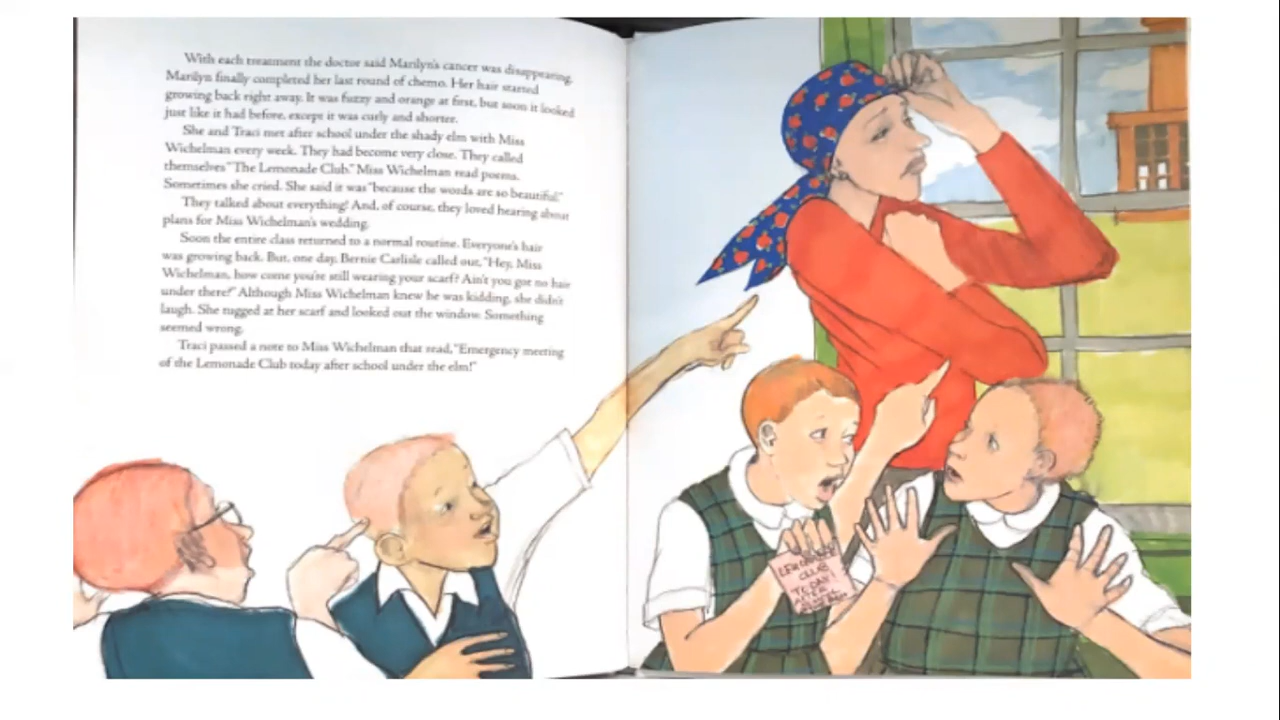 With each treatment the doctor said Marilyn's cancer was disappearing.
Marilyn finally completed her last round of chemo. Her hair started
growing back right away. It was fuzzy and orange at first, but soon it looked
just like it had before, except it was curly and shorter.
She and Traci met after school under the shady elm with Miss
Wichelman every week. They had become very close. They called
themselves "The Lemonade Club." Miss Wichelman read poems.
Sometimes she cried. She said it was "because the words are so beautiful."
They talked about everything! And, of course, they loved hearing about
plans for Miss Wichelman's wedding.
Soon the entire class returned to a normal routine. Everyone's hair
was growing back. But, one day, Bernie Carlisle called out, "Hey, Miss
Wichelman, how come you're still wearing your scarf? Ain't you got no hair
under there?" Although Miss Wichelman knew he was kidding, she didn't
laugh. She tugged at her scarf and looked out the window. Something
seemed wrong.
Traci passed a note to Miss Wichelman that read, "Emergency meeting
of the Lemonade Club today after school under the elm!"
LEMONADE
CLUB
TODAY!
AFTER